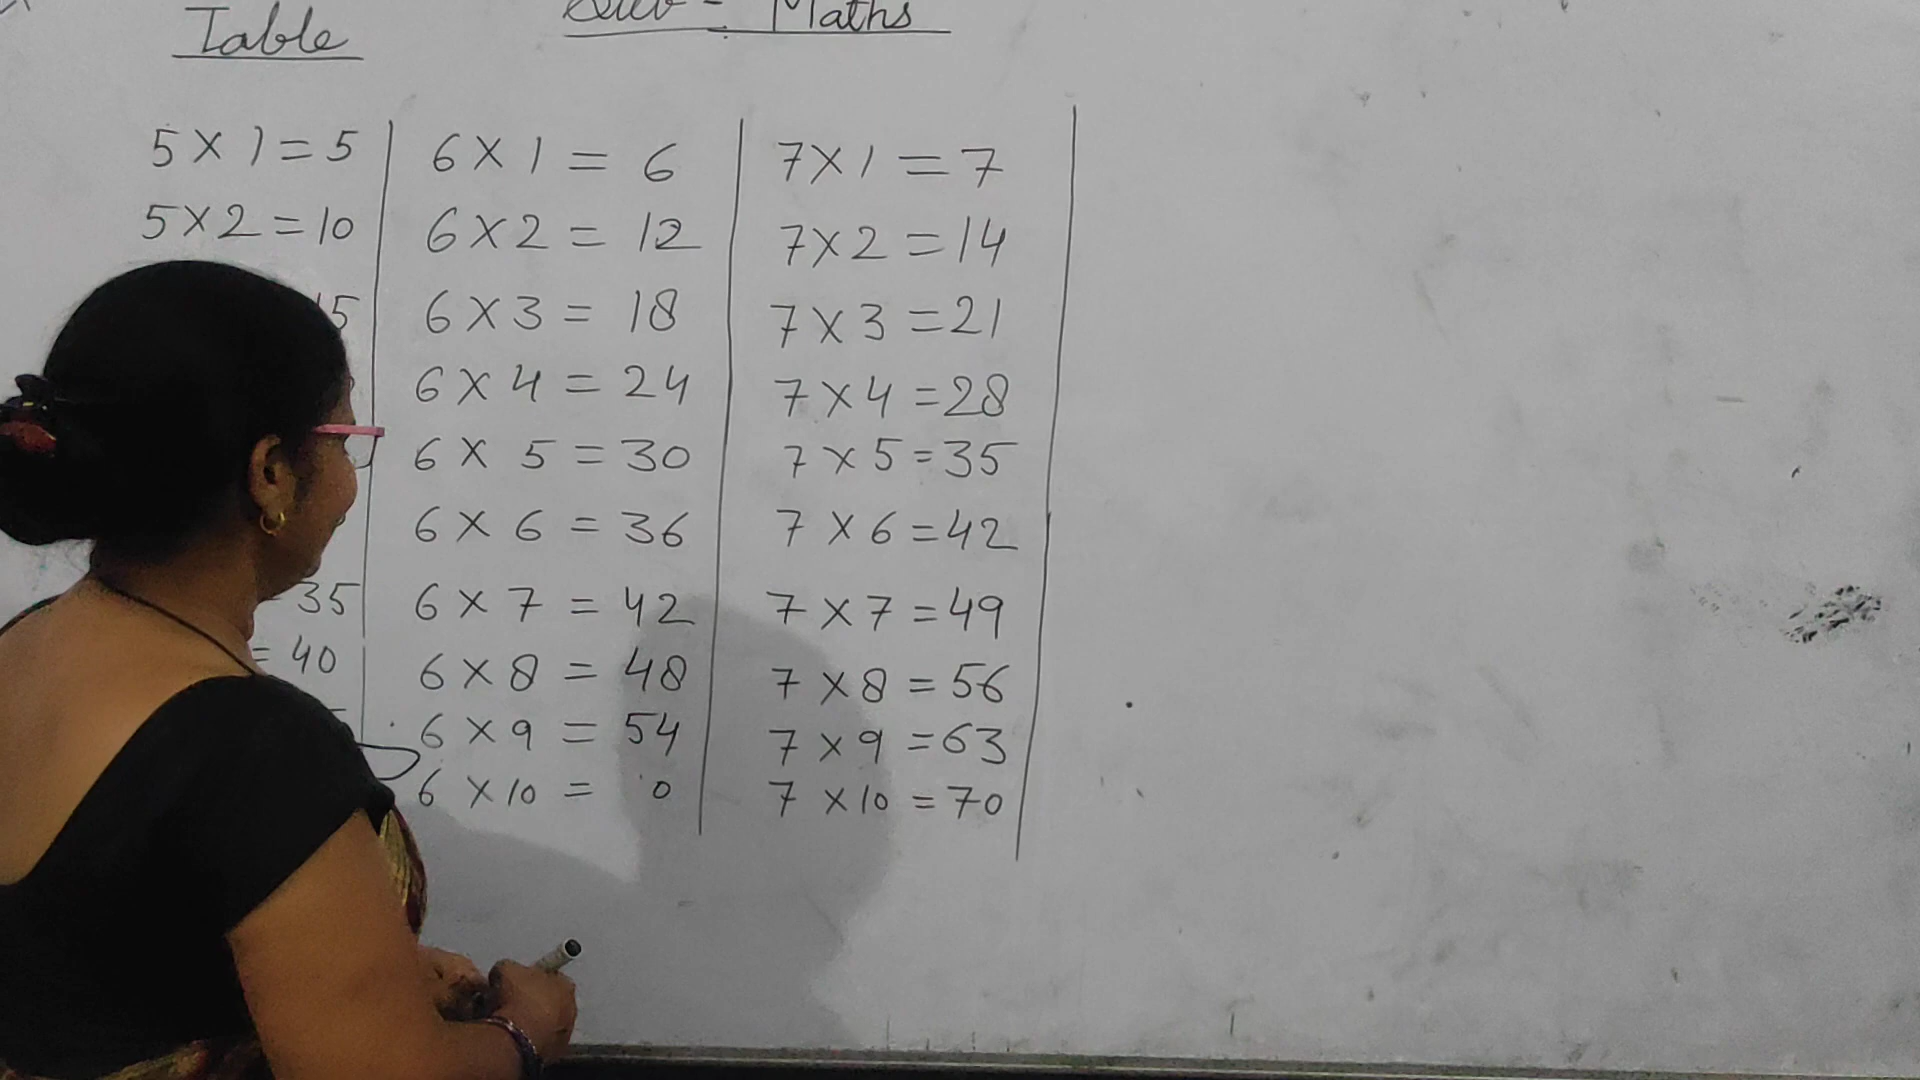 Table
Sub - Maths
5 X 1 = 5
5 X 2 = 10
15
= 35
= 40
6 X 1 = 6
6 X 2 = 12
6 X 3 = 18
6 X 4 = 24
6 X 5 = 30
6 X 6 = 36
6 X 7 = 42
6 X 8 = 48
6 X 9 = 54
6 X 10 = 0
7 X 1 = 7
7 X 2 = 14
7 X 3 = 21
7 X 4 = 28
7 X 5 = 35
7 X 6 = 42
7 X 7 = 49
7 X 8 = 56
7 X 9 = 63
7 X 10 = 70